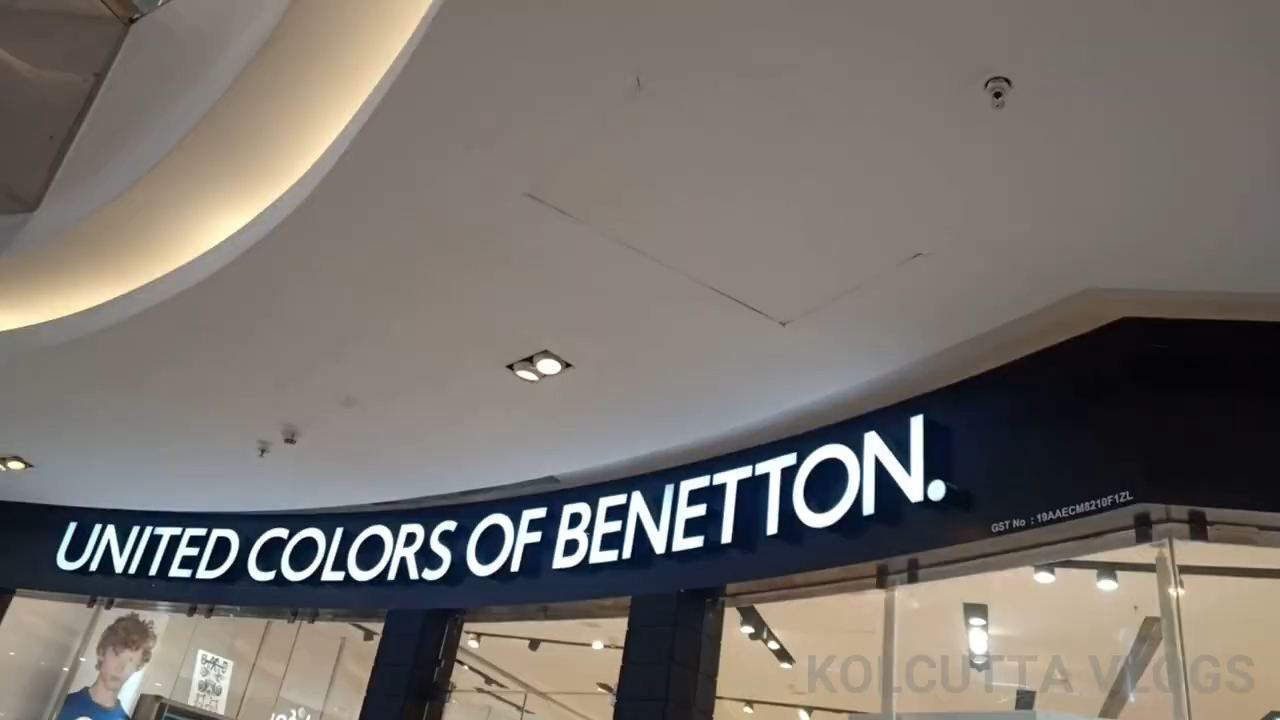 UNITED COLORS OF BENETTON.
GST No : 19AAECM8210F1ZL
KOLCUTTA VLOGS